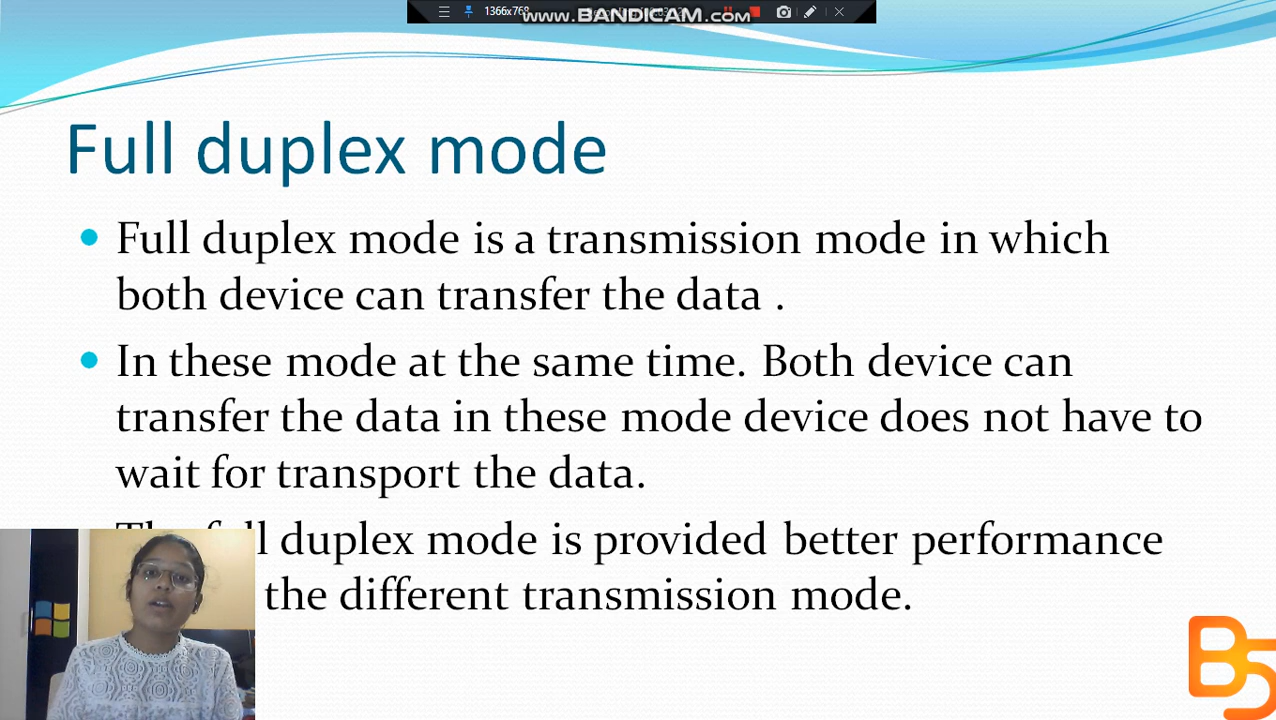 1366x768
www.BANDICAM.com
Full duplex mode
Full duplex mode is a transmission mode in which
both device can transfer the data .
In these mode at the same time. Both device can
transfer the data in these mode device does not have to
wait for transport the data.
duplex mode is provided better performance
the different transmission mode.
B5